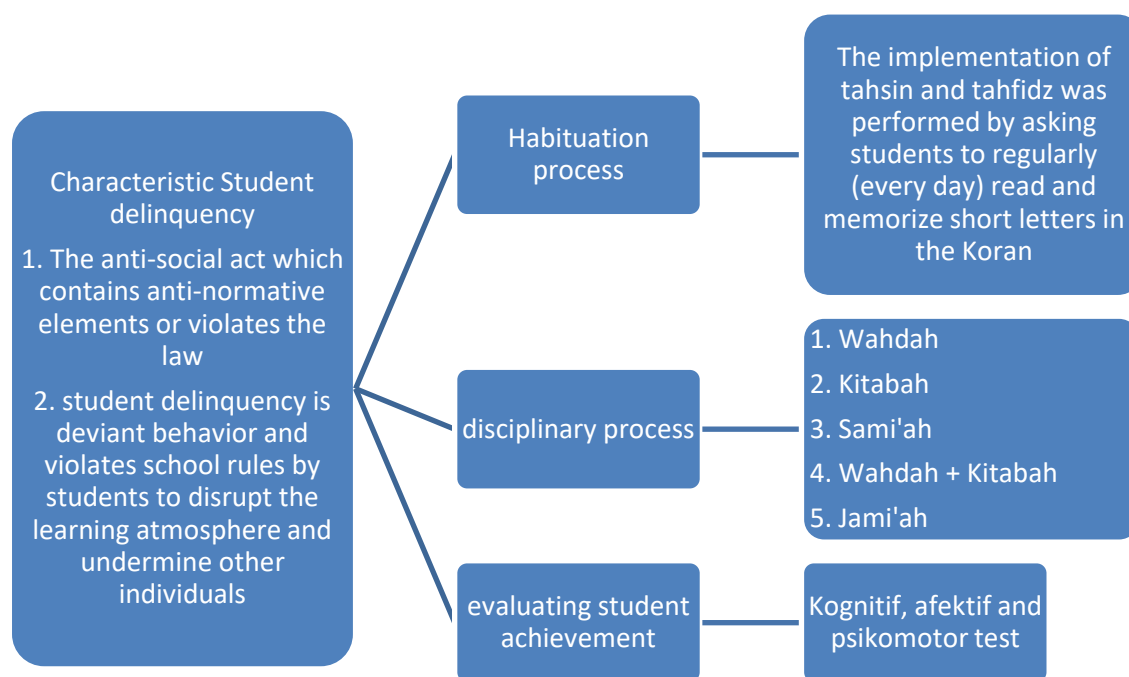 Characteristic Student
delinquency
1. The anti-social act which
contains anti-normative
elements or violates the
law
2. student delinquency is
deviant behavior and
violates school rules by
students to disrupt the
learning atmosphere and
undermine other
individuals
Habituation
process
The implementation of
tahsin and tahfidz was
performed by asking
students to regularly
(every day) read and
memorize short letters in
the Koran
disciplinary process
1. Wahdah
2. Kitabah
3. Sami'ah
4. Wahdah + Kitabah
5. Jami'ah
evaluating student
achievement
Kognitif, afektif and
psikomotor test